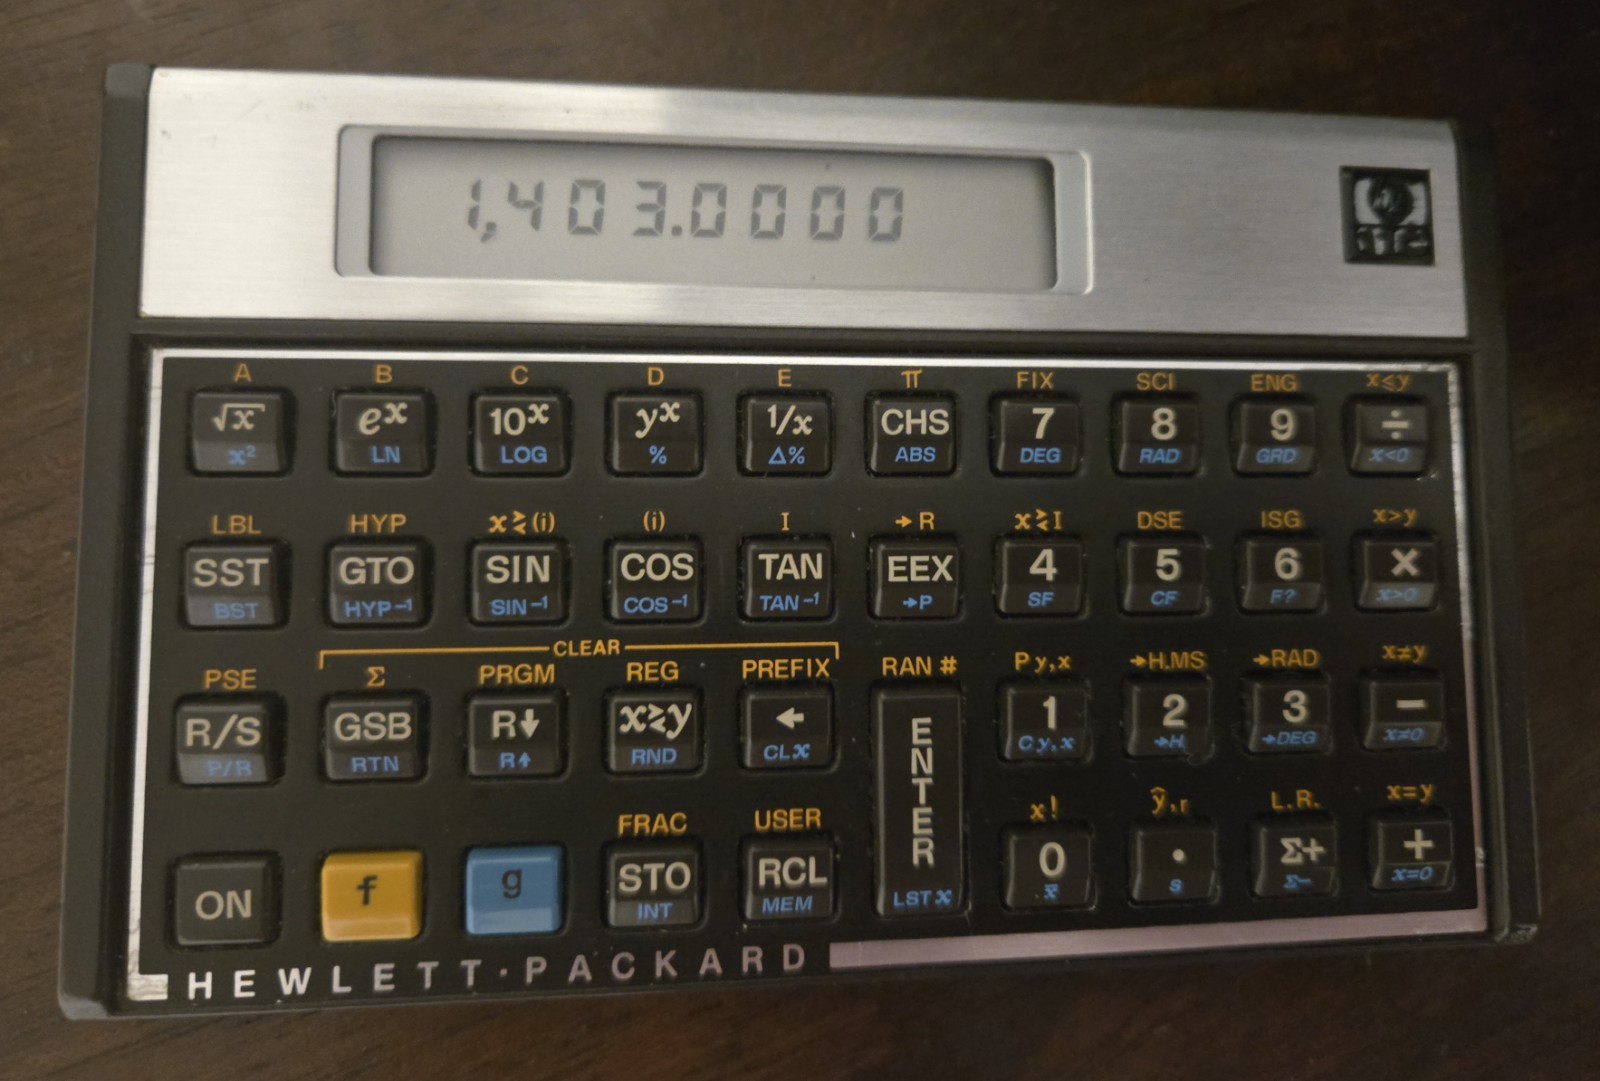 1,403.0000
A B C D E π FIX SCI ENG x≤y
√x eˣ 10ˣ yˣ 1/x CHS 7 8 9 ÷
x² LN LOG % Δ% ABS DEG RAD GRD x<0
LBL HYP x≷(i) (i) I →R x≷I DSE ISG x>y
SST GTO SIN COS TAN EEX 4 5 6 ×
BST HYP⁻¹ SIN⁻¹ COS⁻¹ TAN⁻¹ →P SF CF F? x>0
CLEAR
PSE Σ PRGM REG PREFIX RAN # Py,x →H.MS →RAD x≠y
R/S GSB R↓ x≷y ← ENTER 1 2 3 −
P/R RTN R↑ RND CLx Cy,x →H →DEG x≠0
FRAC USER x! ŷ,r L.R. x=y
ON f g STO RCL 0 · Σ+ +
INT MEM LST x x̄ s Σ− x=0
HEWLETT·PACKARD